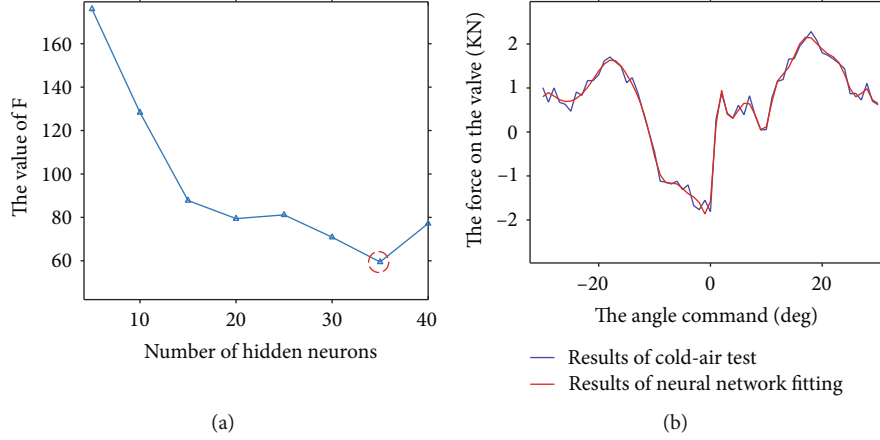 160
140
120
100
80
60
The value of F
10
20
30
40
Number of hidden neurons
(a)
2
1
0
−1
−2
The force on the valve (KN)
−20
0
20
The angle command (deg)
Results of cold-air test
Results of neural network fitting
(b)